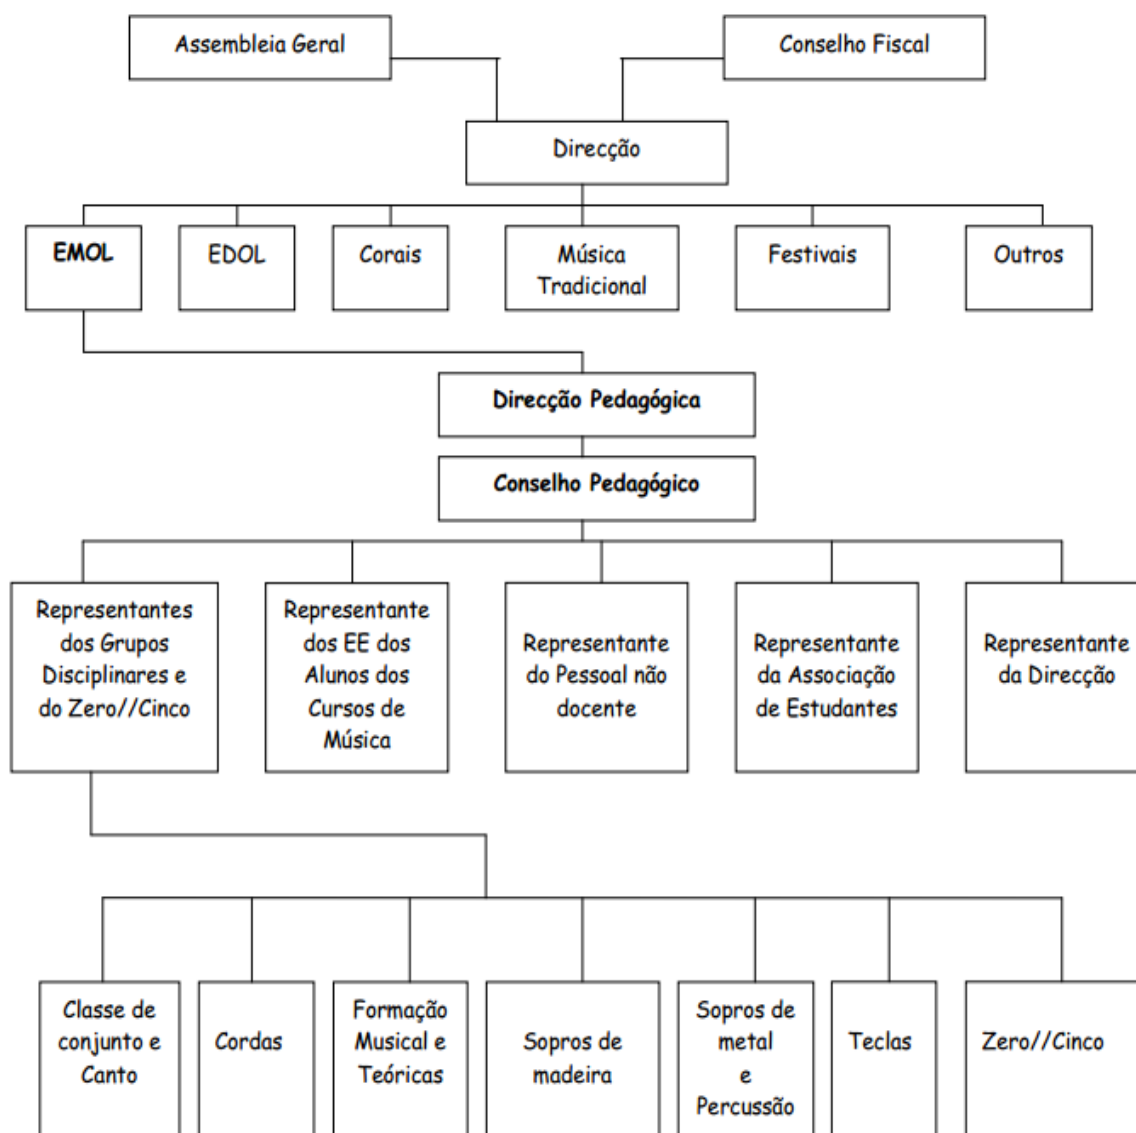 Assembleia Geral
Conselho Fiscal
Direcção
EMOL
EDOL
Corais
Música
Tradicional
Festivais
Outros
Direcção Pedagógica
Conselho Pedagógico
Representantes
dos Grupos
Disciplinares e
do Zero//Cinco
Representante
dos EE dos
Alunos dos
Cursos de
Música
Representante
do Pessoal não
docente
Representante
da Associação
de Estudantes
Representante
da Direcção
Classe de
conjunto e
Canto
Cordas
Formação
Musical e
Teóricas
Sopros de
madeira
Sopros de
metal
e
Percussão
Teclas
Zero//Cinco